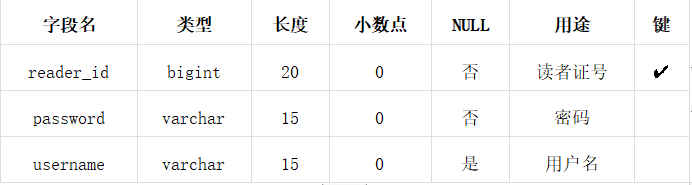 字段名 类型 长度 小数点 NULL 用途 键
reader_id bigint 20 0 否 读者证号 ✔
password varchar 15 0 否 密码
username varchar 15 0 是 用户名